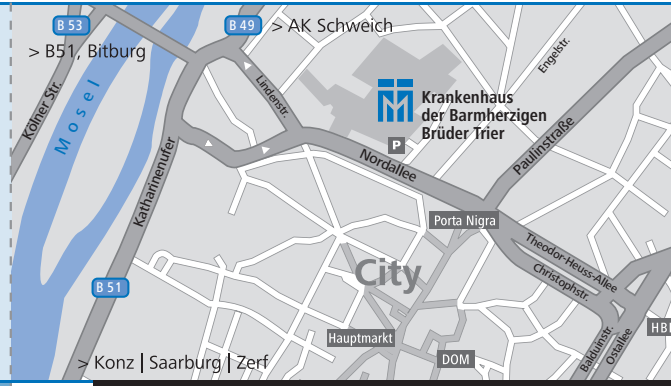 B 53
B 49
> AK Schweich
> B51, Bitburg
Engelstr.
Lindenstr.
Kölner Str.
Mosel
Krankenhaus
der Barmherzigen
Brüder Trier
P
Paulinstraße
Nordallee
Katharinenufer
Porta Nigra
Theodor-Heuss-Allee
Christophstr.
City
B 51
HB
Hauptmarkt
Balduinstr.
Ostallee
DOM
> Konz | Saarburg | Zerf